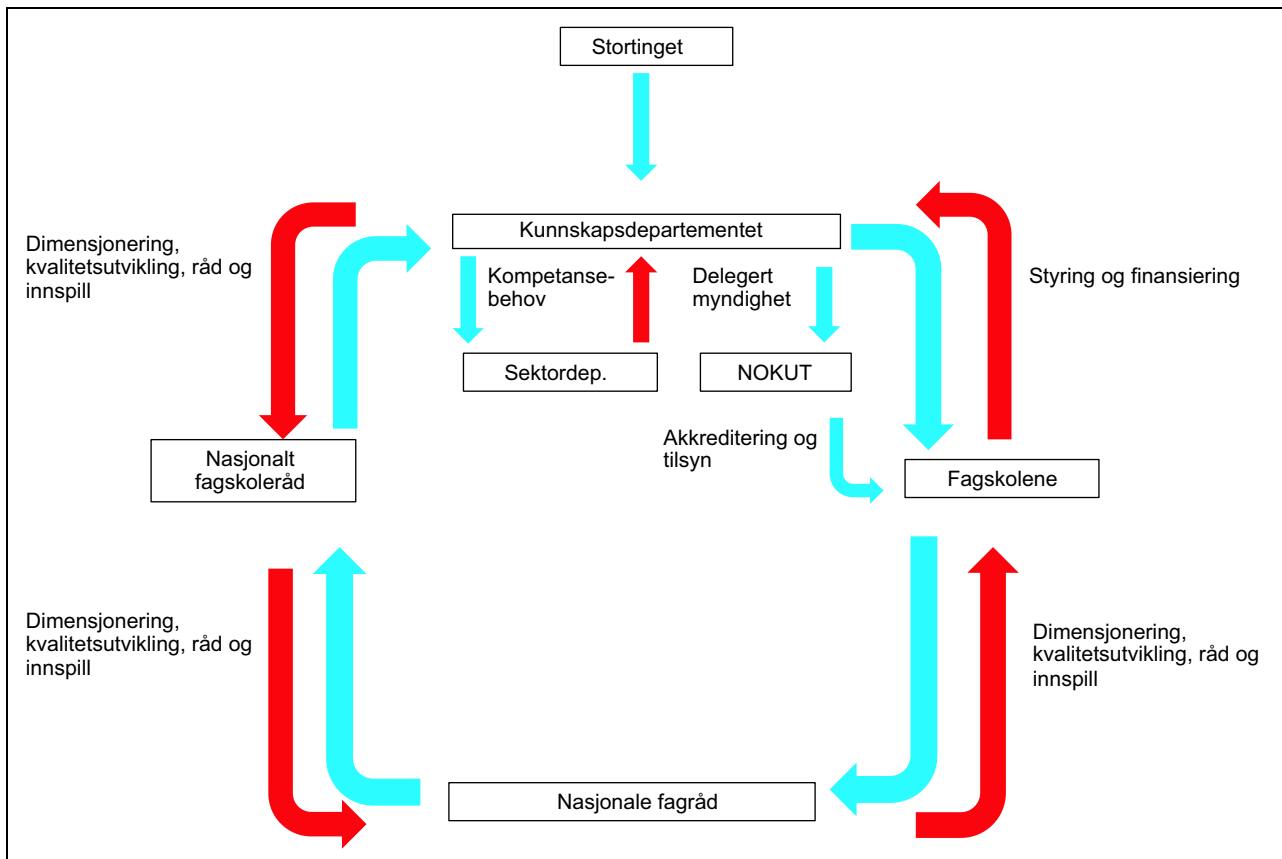 Stortinget
Kunnskapsdepartementet
Dimensjonering,
kvalitetsutvikling, råd og
innspill
Kompetanse-
behov
Delegert
myndighet
Styring og finansiering
Sektordep.
NOKUT
Akkreditering og
tilsyn
Nasjonalt
fagskoleråd
Fagskolene
Dimensjonering,
kvalitetsutvikling, råd og
innspill
Dimensjonering,
kvalitetsutvikling, råd og
innspill
Nasjonale fagråd